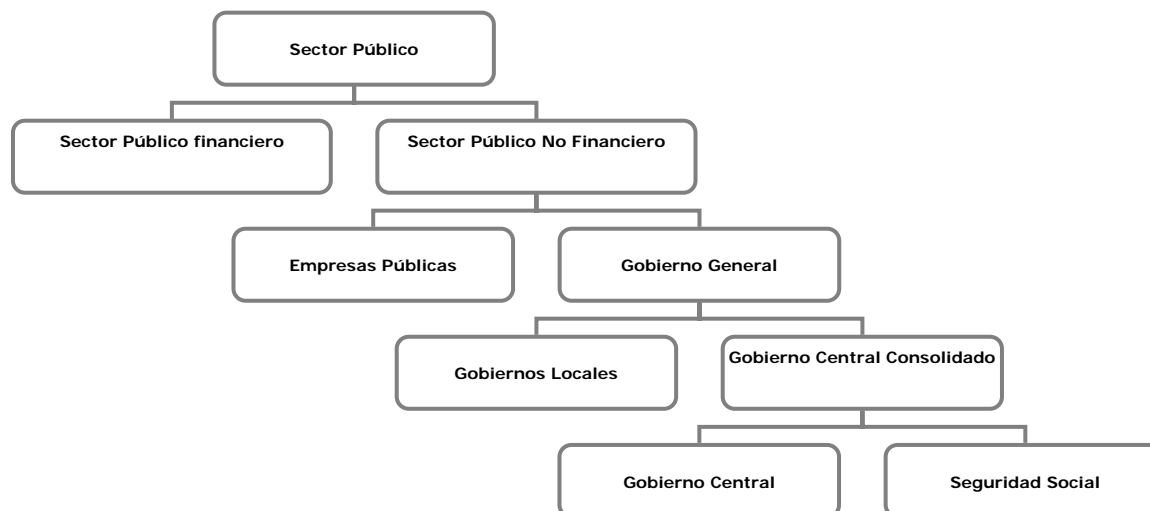 Sector Público
Sector Público financiero
Sector Público No Financiero
Empresas Públicas
Gobierno General
Gobiernos Locales
Gobierno Central Consolidado
Gobierno Central
Seguridad Social